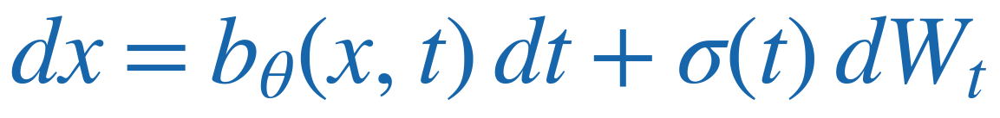 dx = b_θ(x, t) dt + σ(t) dW_t